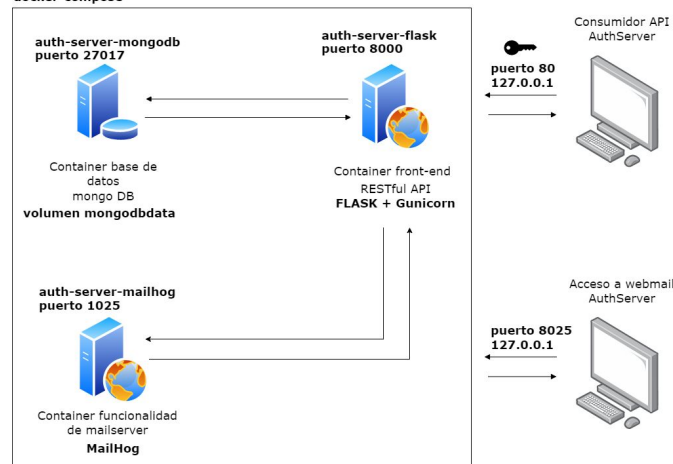 docker-compose
auth-server-mongodb
puerto 27017
Container base de
datos
mongo DB
volumen mongodbdata
auth-server-flask
puerto 8000
Container front-end
RESTful API
FLASK + Gunicorn
auth-server-mailhog
puerto 1025
Container funcionalidad
de mailserver
MailHog
Consumidor API
AuthServer
puerto 80
127.0.0.1
Acceso a webmail
AuthServer
puerto 8025
127.0.0.1